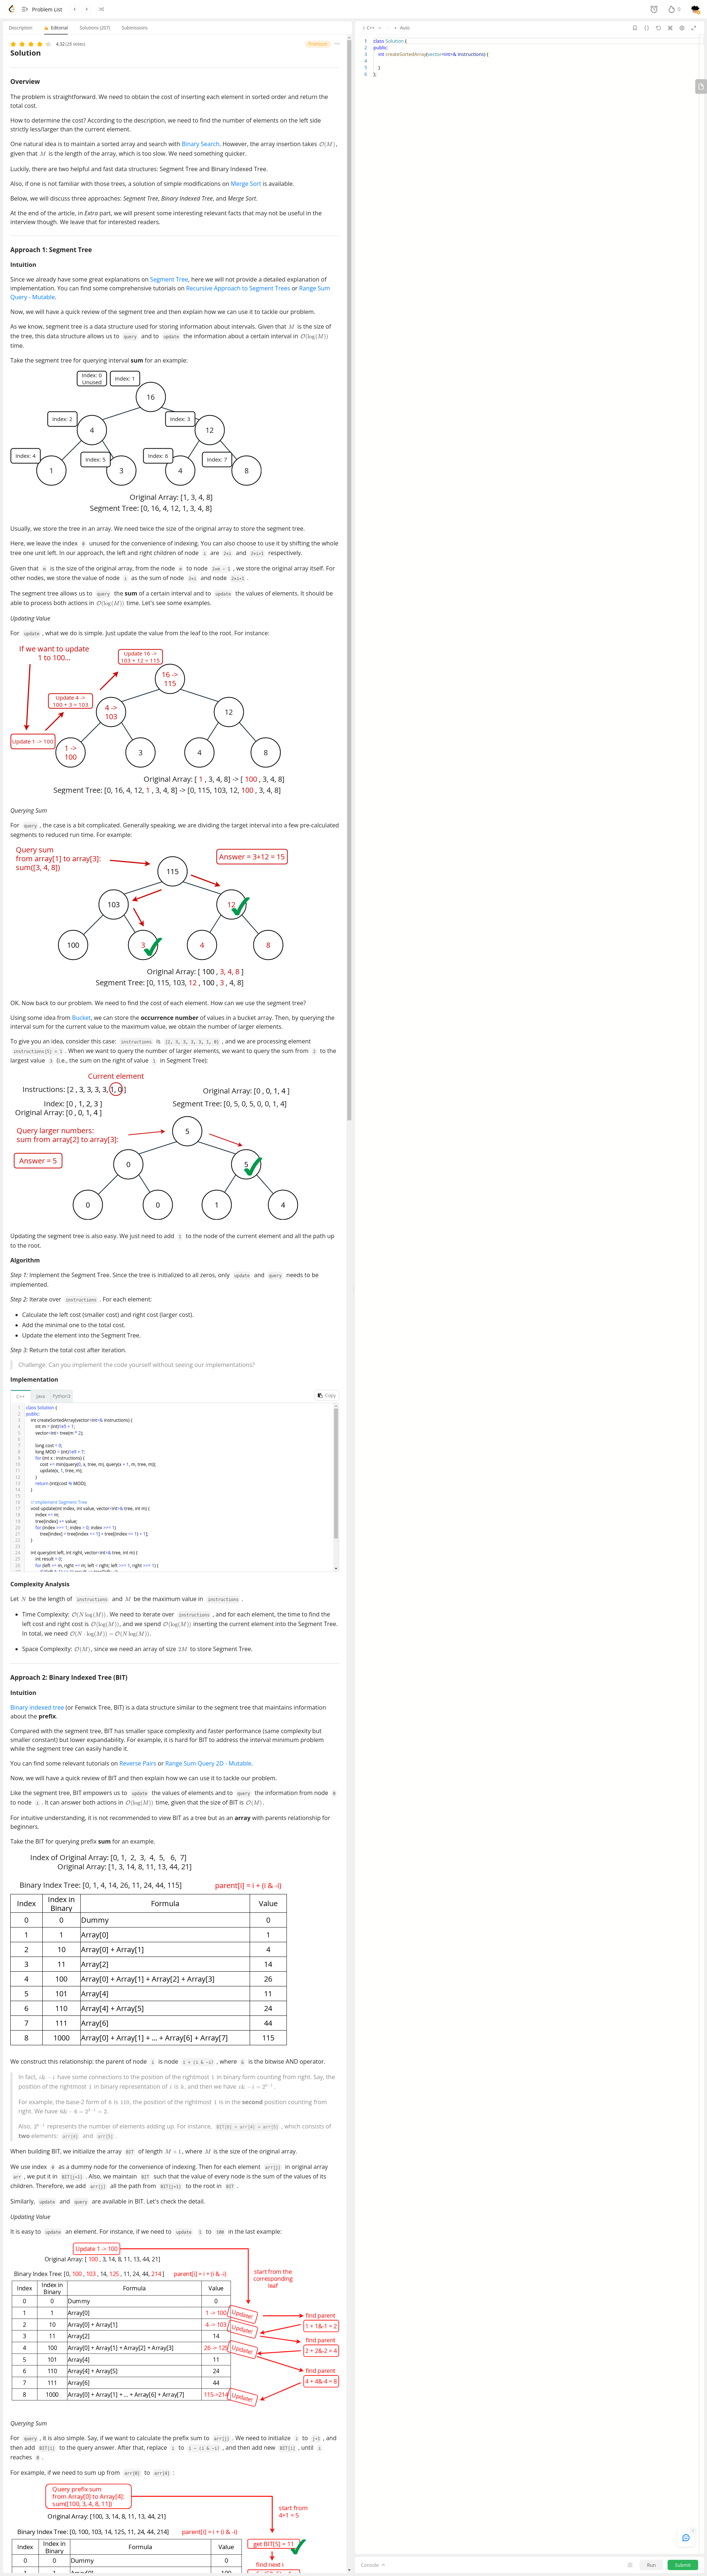 Problem List
0
Description
Editorial
Solutions (207)
Submissions
4.32 (28 votes)
Premium
Solution
Overview
The problem is straightforward. We need to obtain the cost of inserting each element in sorted order and return the
total cost.
How to determine the cost? According to the description, we need to find the number of elements on the left side
strictly less/larger than the current element.
One natural idea is to maintain a sorted array and search with Binary Search. However, the array insertion takes O(M),
given that M is the length of the array, which is too slow. We need something quicker.
Luckily, there are two helpful and fast data structures: Segment Tree and Binary Indexed Tree.
Also, if one is not familiar with those trees, a solution of simple modifications on Merge Sort is available.
Below, we will discuss three approaches: Segment Tree, Binary Indexed Tree, and Merge Sort.
At the end of the article, in Extra part, we will present some interesting relevant facts that may not be useful in the
interview though. We leave that for interested readers.
Approach 1: Segment Tree
Intuition
Since we already have some great explanations on Segment Tree, here we will not provide a detailed explanation of
implementation. You can find some comprehensive tutorials on Recursive Approach to Segment Trees or Range Sum
Query - Mutable.
Now, we will have a quick review of the segment tree and then explain how we can use it to tackle our problem.
As we know, segment tree is a data structure used for storing information about intervals. Given that M is the size of
the tree, this data structure allows us to query and to update the information about a certain interval in O(log(M))
time.
Take the segment tree for querying interval sum for an example:
Index: 0
Unused
Index: 1
16
Index: 2
Index: 3
4
12
Index: 4
Index: 5
Index: 6
Index: 7
1
3
4
8
Original Array: [1, 3, 4, 8]
Segment Tree: [0, 16, 4, 12, 1, 3, 4, 8]
Usually, we store the tree in an array. We need twice the size of the original array to store the segment tree.
Here, we leave the index 0 unused for the convenience of indexing. You can also choose to use it by shifting the whole
tree one unit left. In our approach, the left and right children of node i are 2*i and 2*i+1 respectively.
Given that m is the size of the original array, from the node m to node 2*m - 1, we store the original array itself. For
other nodes, we store the value of node i as the sum of node 2*i and node 2*i+1.
The segment tree allows us to query the sum of a certain interval and to update the values of elements. It should be
able to process both actions in O(log(M)) time. Let's see some examples.
Updating Value
For update, what we do is simple. Just update the value from the leaf to the root. For instance:
If we want to update
1 to 100...
Update 16 ->
103 + 12 = 115
16 ->
115
Update 4 ->
100 + 3 = 103
4 ->
103
12
Update 1 -> 100
1 ->
100
3
4
8
Original Array: [ 1 , 3, 4, 8] -> [ 100 , 3, 4, 8]
Segment Tree: [0, 16, 4, 12, 1 , 3, 4, 8] -> [0, 115, 103, 12, 100 , 3, 4, 8]
Querying Sum
For query, the case is a bit complicated. Generally speaking, we are dividing the target interval into a few pre-calculated
segments to reduced run time. For example:
Query sum
from array[1] to array[3]:
sum([3, 4, 8])
Answer = 3+12 = 15
115
103
12
100
3
4
8
Original Array: [ 100 , 3, 4, 8 ]
Segment Tree: [0, 115, 103, 12 , 100 , 3 , 4, 8]
OK. Now back to our problem. We need to find the cost of each element. How can we use the segment tree?
Using some idea from Bucket, we can store the occurrence number of values in a bucket array. Then, by querying the
interval sum for the current value to the maximum value, we obtain the number of larger elements.
To give you an idea, consider this case: instructions is [2, 3, 3, 3, 3, 1, 0], and we are processing element
instructions[5] = 1. When we want to query the number of larger elements, we want to query the sum from 2 to the
largest value 3 (i.e., the sum on the right of value 1 in Segment Tree):
Current element
Instructions: [2 , 3, 3, 3, 3, 1, 0 ]
Original Array: [0 , 0, 1, 4 ]
Index: [0 , 1, 2, 3 ]
Segment Tree: [0, 5, 0, 5, 0, 0, 1, 4]
Original Array: [0 , 0, 1, 4 ]
5
Query larger numbers:
sum from array[2] to array[3]:
Answer = 5
0
5
0
0
1
4
Updating the segment tree is also easy. We just need to add 1 to the node of the current element and all the path up
to the root.
Algorithm
Step 1: Implement the Segment Tree. Since the tree is initialized to all zeros, only update and query needs to be
implemented.
Step 2: Iterate over instructions. For each element:
Calculate the left cost (smaller cost) and right cost (larger cost).
Add the minimal one to the total cost.
Update the element into the Segment Tree.
Step 3: Return the total cost after iteration.
Challenge: Can you implement the code yourself without seeing our implementations?
Implementation
C++
Java
Python3
Copy
1 class Solution {
2 public:
3 int createSortedArray(vector<int>& instructions) {
4 int m = (int)1e5 + 1;
5 vector<int> tree(m * 2);
6
7 long cost = 0;
8 long MOD = (int)1e9 + 7;
9 for (int x : instructions) {
10 cost += min(query(0, x, tree, m), query(x + 1, m, tree, m));
11 update(x, 1, tree, m);
12 }
13 return (int)(cost % MOD);
14 }
15
16 // implement Segment Tree
17 void update(int index, int value, vector<int>& tree, int m) {
18 index += m;
19 tree[index] += value;
20 for (index >>= 1; index > 0; index >>= 1)
21 tree[index] = tree[index << 1] + tree[(index << 1) + 1];
22 }
23
24 int query(int left, int right, vector<int>& tree, int m) {
25 int result = 0;
26 for (left += m, right += m; left < right; left >>= 1, right >>= 1) {
Complexity Analysis
Let N be the length of instructions and M be the maximum value in instructions.
Time Complexity: O(N log(M)). We need to iterate over instructions, and for each element, the time to find the
left cost and right cost is O(log(M)), and we spend O(log(M)) inserting the current element into the Segment Tree.
In total, we need O(N · log(M)) = O(N log(M)).
Space Complexity: O(M), since we need an array of size 2M to store Segment Tree.
Approach 2: Binary Indexed Tree (BIT)
Intuition
Binary indexed tree (or Fenwick Tree, BIT) is a data structure similar to the segment tree that maintains information
about the prefix.
Compared with the segment tree, BIT has smaller space complexity and faster performance (same complexity but
smaller constant) but lower expandability. For example, it is hard for BIT to address the interval minimum problem
while the segment tree can easily handle it.
You can find some relevant tutorials on Reverse Pairs or Range Sum Query 2D - Mutable.
Now, we will have a quick review of BIT and then explain how can we use it to tackle our problem.
Like the segment tree, BIT empowers us to update the values of elements and to query the information from node 0
to node i. It can answer both actions in O(log(M)) time, given that the size of BIT is O(M).
For intuitive understanding, it is not recommended to view BIT as a tree but as an array with parents relationship for
beginners.
Take the BIT for querying prefix sum for an example.
Index of Original Array: [0, 1, 2, 3, 4, 5, 6, 7]
Original Array: [1, 3, 14, 8, 11, 13, 44, 21]
Binary Index Tree: [0, 1, 4, 14, 26, 11, 24, 44, 115]
parent[i] = i + (i & -i)
Index
Index in
Binary
Formula
Value
0 0 Dummy 0
1 1 Array[0] 1
2 10 Array[0] + Array[1] 4
3 11 Array[2] 14
4 100 Array[0] + Array[1] + Array[2] + Array[3] 26
5 101 Array[4] 11
6 110 Array[4] + Array[5] 24
7 111 Array[6] 44
8 1000 Array[0] + Array[1] + ... + Array[6] + Array[7] 115
We construct this relationship: the parent of node i is node i + (i & -i), where & is the bitwise AND operator.
In fact, i& − i have some connections to the position of the rightmost 1 in binary form counting from right. Say, the
position of the rightmost 1 in binary representation of i is k, and then we have i& − i = 2^{k−1}.
For example, the base-2 form of 6 is 110, the position of the rightmost 1 is in the second position counting from
right. We have 6& − 6 = 2^{2−1} = 2.
Also, 2^{k−1} represents the number of elements adding up. For instance, BIT[6] = arr[4] + arr[5], which consists of
two elements: arr[4] and arr[5].
When building BIT, we initialize the array BIT of length M + 1, where M is the size of the original array.
We use index 0 as a dummy node for the convenience of indexing. Then for each element arr[j] in original array
arr, we put it in BIT[j+1]. Also, we maintain BIT such that the value of every node is the sum of the values of its
children. Therefore, we add arr[j] all the path from BIT[j+1] to the root in BIT.
Similarly, update and query are available in BIT. Let's check the detail.
Updating Value
It is easy to update an element. For instance, if we need to update 1 to 100 in the last example:
Update 1 -> 100
Original Array: [ 100 , 3, 14, 8, 11, 13, 44, 21]
Binary Index Tree: [0, 100 , 103 , 14, 125 , 11, 24, 44, 214 ]
parent[i] = i + (i & -i)
start from the
corresponding
leaf
Index
Index in
Binary
Formula
Value
0 0 Dummy 0
1 1 Array[0] 1 -> 100 Update!
find parent
1 + 1&-1 = 2
2 10 Array[0] + Array[1] 4 -> 103 Update!
3 11 Array[2] 14
find parent
2 + 2&-2 = 4
4 100 Array[0] + Array[1] + Array[2] + Array[3] 26 -> 125 Update!
5 101 Array[4] 11
6 110 Array[4] + Array[5] 24
find parent
4 + 4&-4 = 8
7 111 Array[6] 44
8 1000 Array[0] + Array[1] + ... + Array[6] + Array[7] 115->214 Update!
Querying Sum
For query, it is also simple. Say, if we want to calculate the prefix sum to arr[j]. We need to initialize i to j+1, and
then add BIT[i] to the query answer. After that, replace i to i - (i & -i), and then add new BIT[i], until i
reaches 0.
For example, if we need to sum up from arr[0] to arr[4]:
Query prefix sum
from Array[0] to Array[4]:
sum([100, 3, 4, 8, 11])
Original Array: [100, 3, 14, 8, 11, 13, 44, 21]
start from
4+1 = 5
Binary Index Tree: [0, 100, 103, 14, 125, 11, 24, 44, 214]
parent[i] = i + (i & -i)
Index
Index in
Binary
Formula
Value
get BIT[5] = 11
0 0 Dummy 0
find next i
C++
Auto
1 class Solution {
2 public:
3 int createSortedArray(vector<int>& instructions) {
4
5 }
6 };
Console
Run
Submit